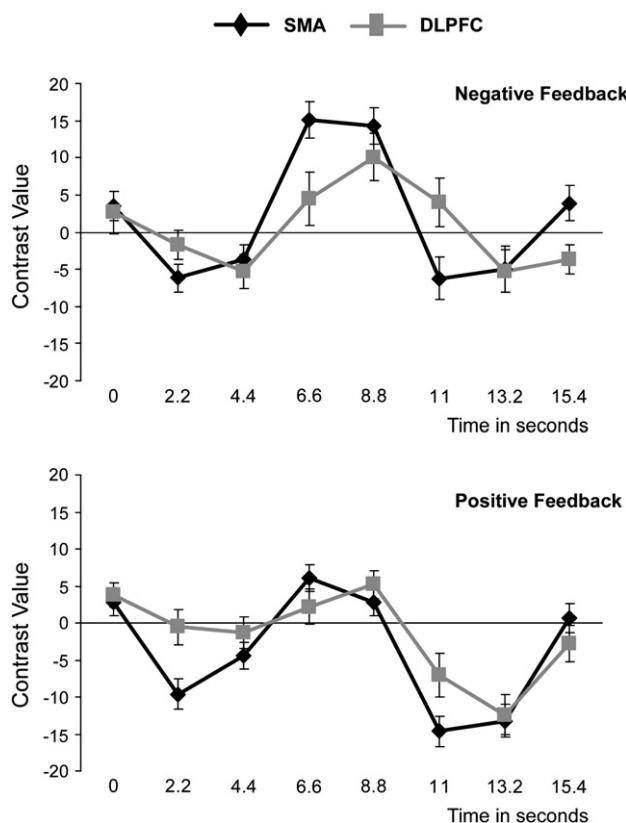 SMA DLPFC
Negative Feedback
Contrast Value
20
15
10
5
0
-5
-10
-15
-20
0 2.2 4.4 6.6 8.8 11 13.2 15.4
Time in seconds
Positive Feedback
Contrast Value
20
15
10
5
0
-5
-10
-15
-20
0 2.2 4.4 6.6 8.8 11 13.2 15.4
Time in seconds